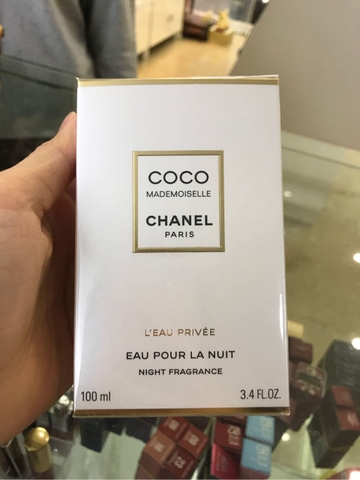 COCO
MADEMOISELLE
CHANEL
PARIS
L'EAU PRIVÉE
EAU POUR LA NUIT
NIGHT FRAGRANCE
100 ml 3.4 FL.OZ.